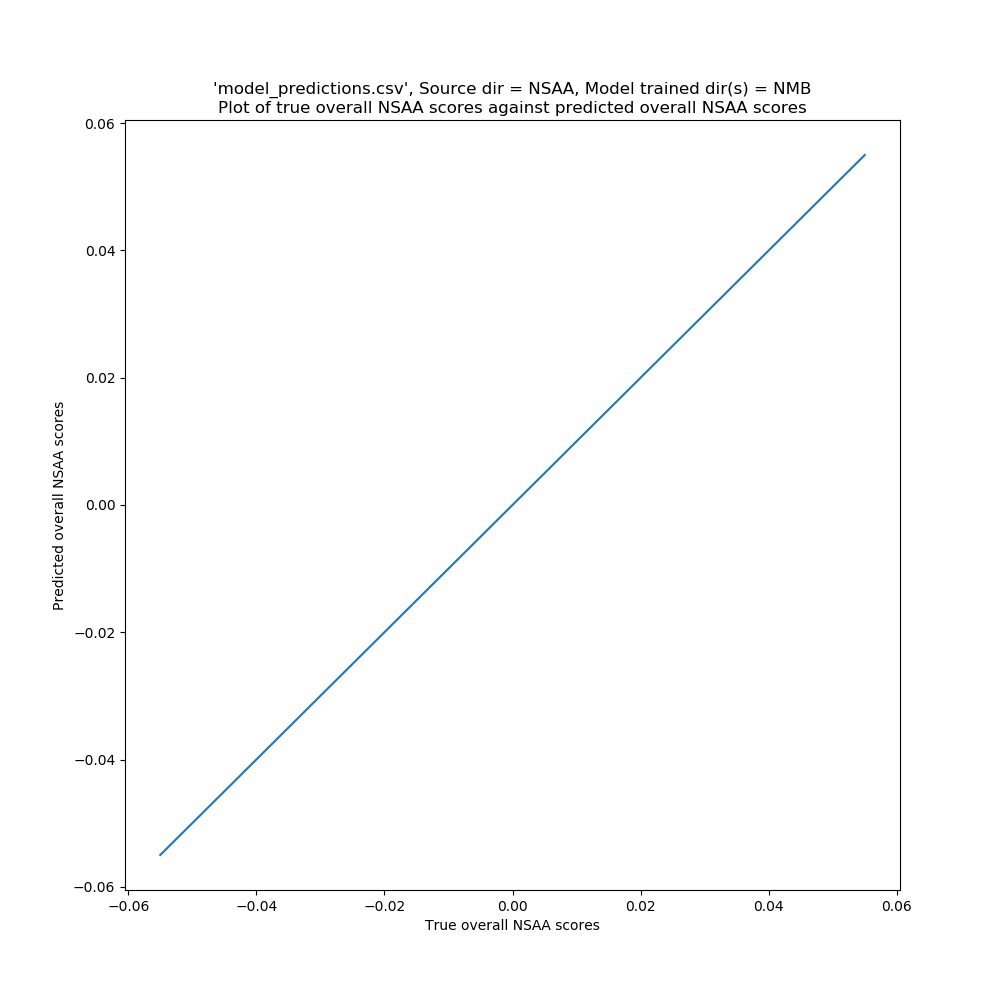 'model_predictions.csv', Source dir = NSAA, Model trained dir(s) = NMB
Plot of true overall NSAA scores against predicted overall NSAA scores
0.06
0.04
0.02
0.00
−0.02
−0.04
−0.06
Predicted overall NSAA scores
−0.06 −0.04 −0.02 0.00 0.02 0.04 0.06
True overall NSAA scores